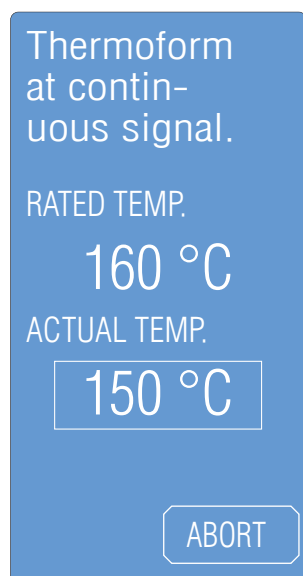 Thermoform
at contin-
uous signal.
RATED TEMP.
160 °C
ACTUAL TEMP.
150 °C
ABORT